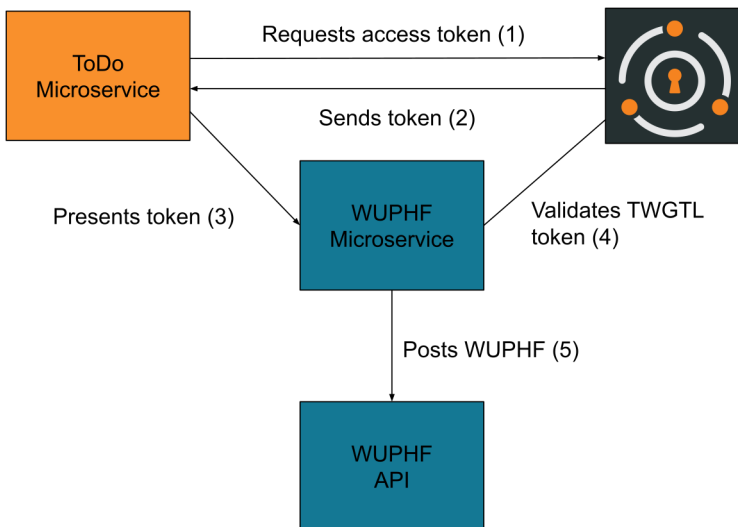 Requests access token (1)
ToDo
Microservice
Sends token (2)
Presents token (3)
WUPHF
Microservice
Validates TWGTL
token (4)
Posts WUPHF (5)
WUPHF
API